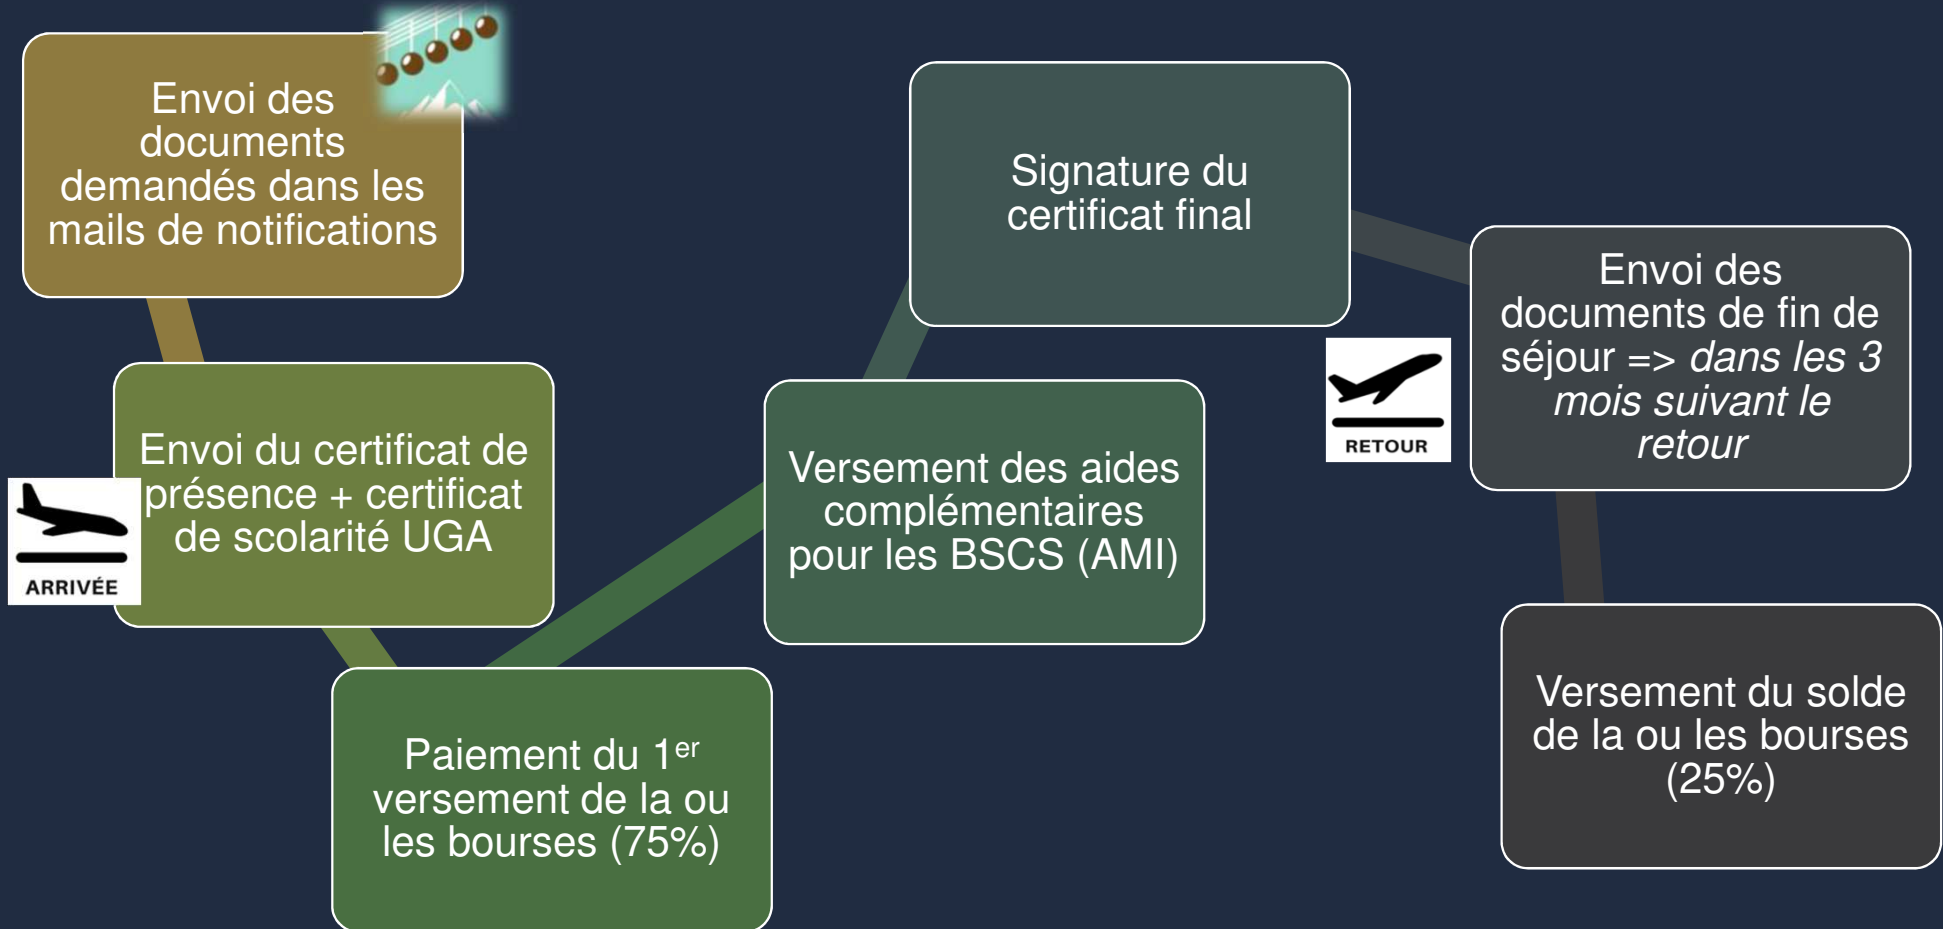 Envoi des
documents
demandés dans les
mails de notifications
Envoi du certificat de
présence + certificat
de scolarité UGA
ARRIVÉE
Paiement du 1er
versement de la ou
les bourses (75%)
Versement des aides
complémentaires
pour les BSCS (AMI)
Signature du
certificat final
RETOUR
Envoi des
documents de fin de
séjour => dans les 3
mois suivant le
retour
Versement du solde
de la ou les bourses
(25%)